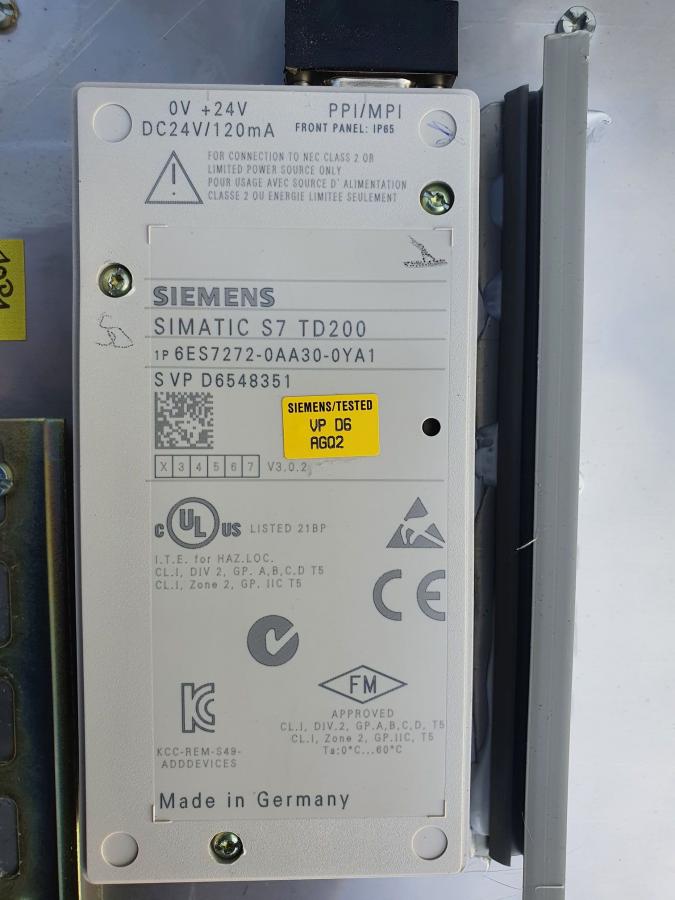 0V +24V
DC24V/120mA
PPI/MPI
FRONT PANEL: IP65
FOR CONNECTION TO NEC CLASS 2 OR
LIMITED POWER SOURCE ONLY
POUR USAGE AVEC SOURCE D' ALIMENTATION
CLASSE 2 OU ENERGIE LIMITEE SEULEMENT
SIEMENS
SIMATIC S7 TD200
1P 6ES7272-0AA30-0YA1
S VP D6548351
SIEMENS/TESTED
VP D6
AGQ2
X 3 4 5 6 7 V3.0.2
C UL US LISTED 21BP
I.T.E. for HAZ.LOC.
CL.I, DIV 2, GP. A,B,C,D T5
CL.I, Zone 2, GP. IIC T5
CE
FM
APPROVED
CL.I, DIV.2, GP.A,B,C,D, T5
CL.I, Zone 2, GP.IIC, T5
Ta:0°C...60°C
KC
KCC-REM-S49-
ADDDEVICES
Made in Germany